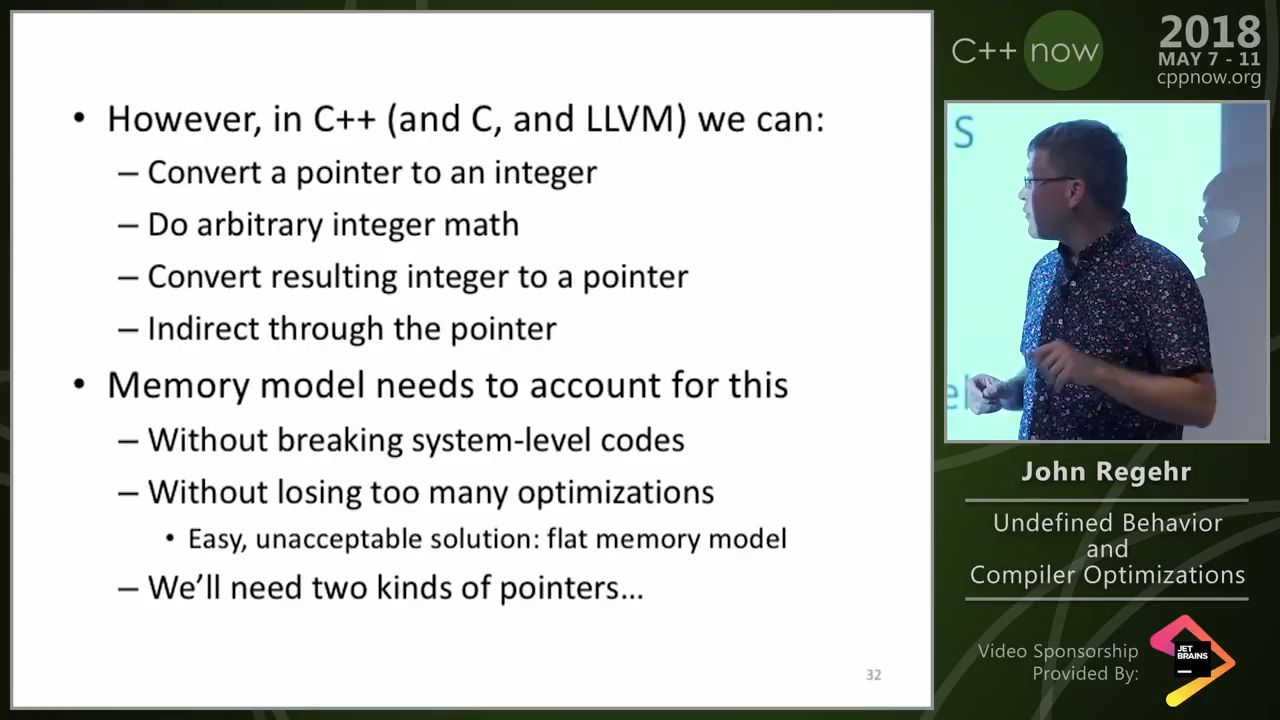 • However, in C++ (and C, and LLVM) we can:
– Convert a pointer to an integer
– Do arbitrary integer math
– Convert resulting integer to a pointer
– Indirect through the pointer
• Memory model needs to account for this
– Without breaking system-level codes
– Without losing too many optimizations
• Easy, unacceptable solution: flat memory model
– We’ll need two kinds of pointers…
32
C++ now
2018
MAY 7 - 11
cppnow.org
S
el
John Regehr
Undefined Behavior
and
Compiler Optimizations
Video Sponsorship
Provided By:
JET
BRAINS